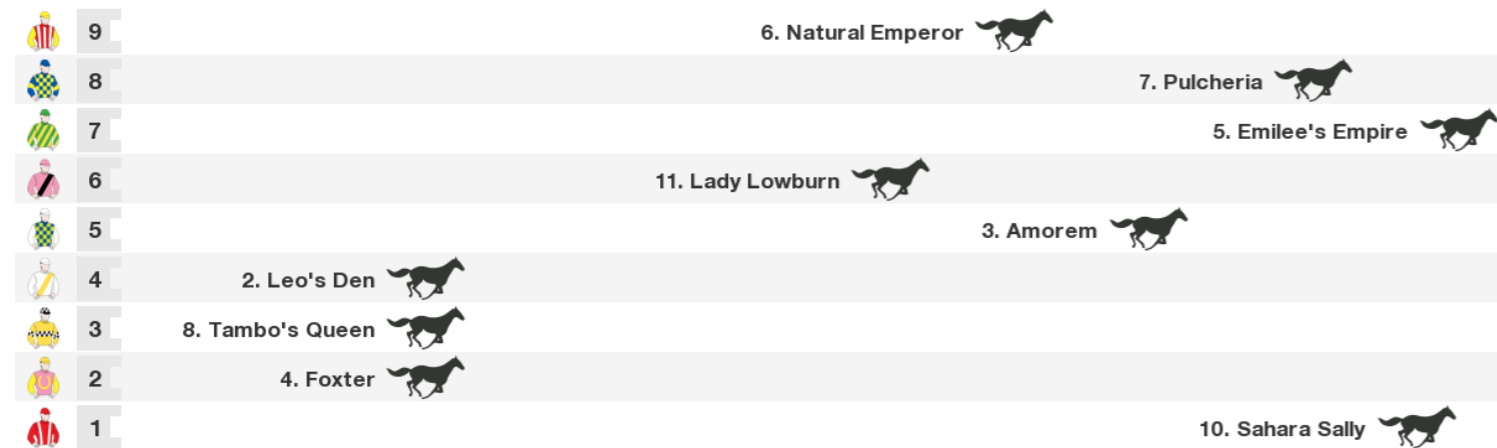 9 6. Natural Emperor
8 7. Pulcheria
7 5. Emilee's Empire
6 11. Lady Lowburn
5 3. Amorem
4 2. Leo's Den
3 8. Tambo's Queen
2 4. Foxter
1 10. Sahara Sally